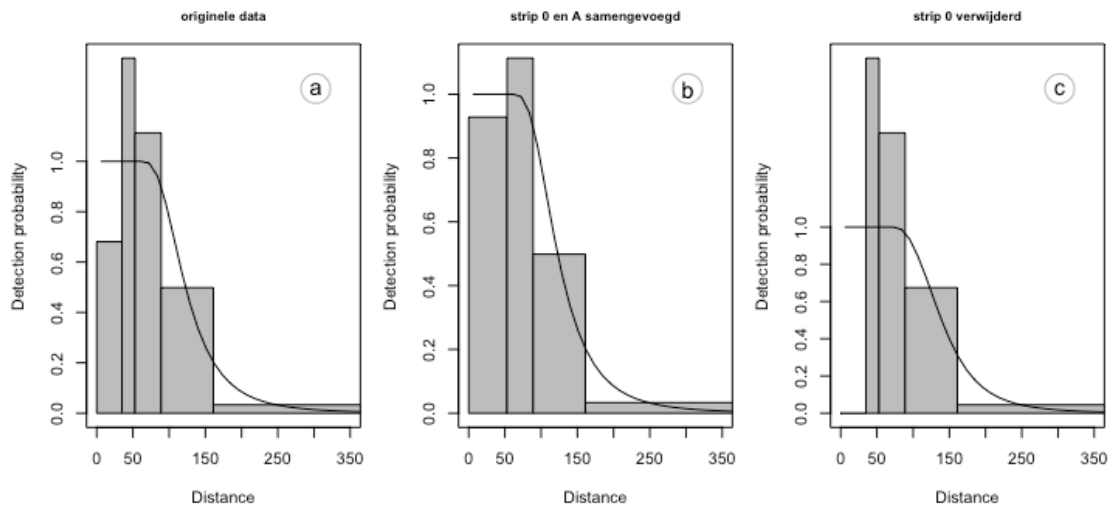 originele data
a
Detection probability
0.0 0.2 0.4 0.6 0.8 1.0
0 50 150 250 350
Distance
strip 0 en A samengevoegd
b
Detection probability
0.0 0.2 0.4 0.6 0.8 1.0
0 50 150 250 350
Distance
strip 0 verwijderd
c
Detection probability
0.0 0.2 0.4 0.6 0.8 1.0
0 50 150 250 350
Distance